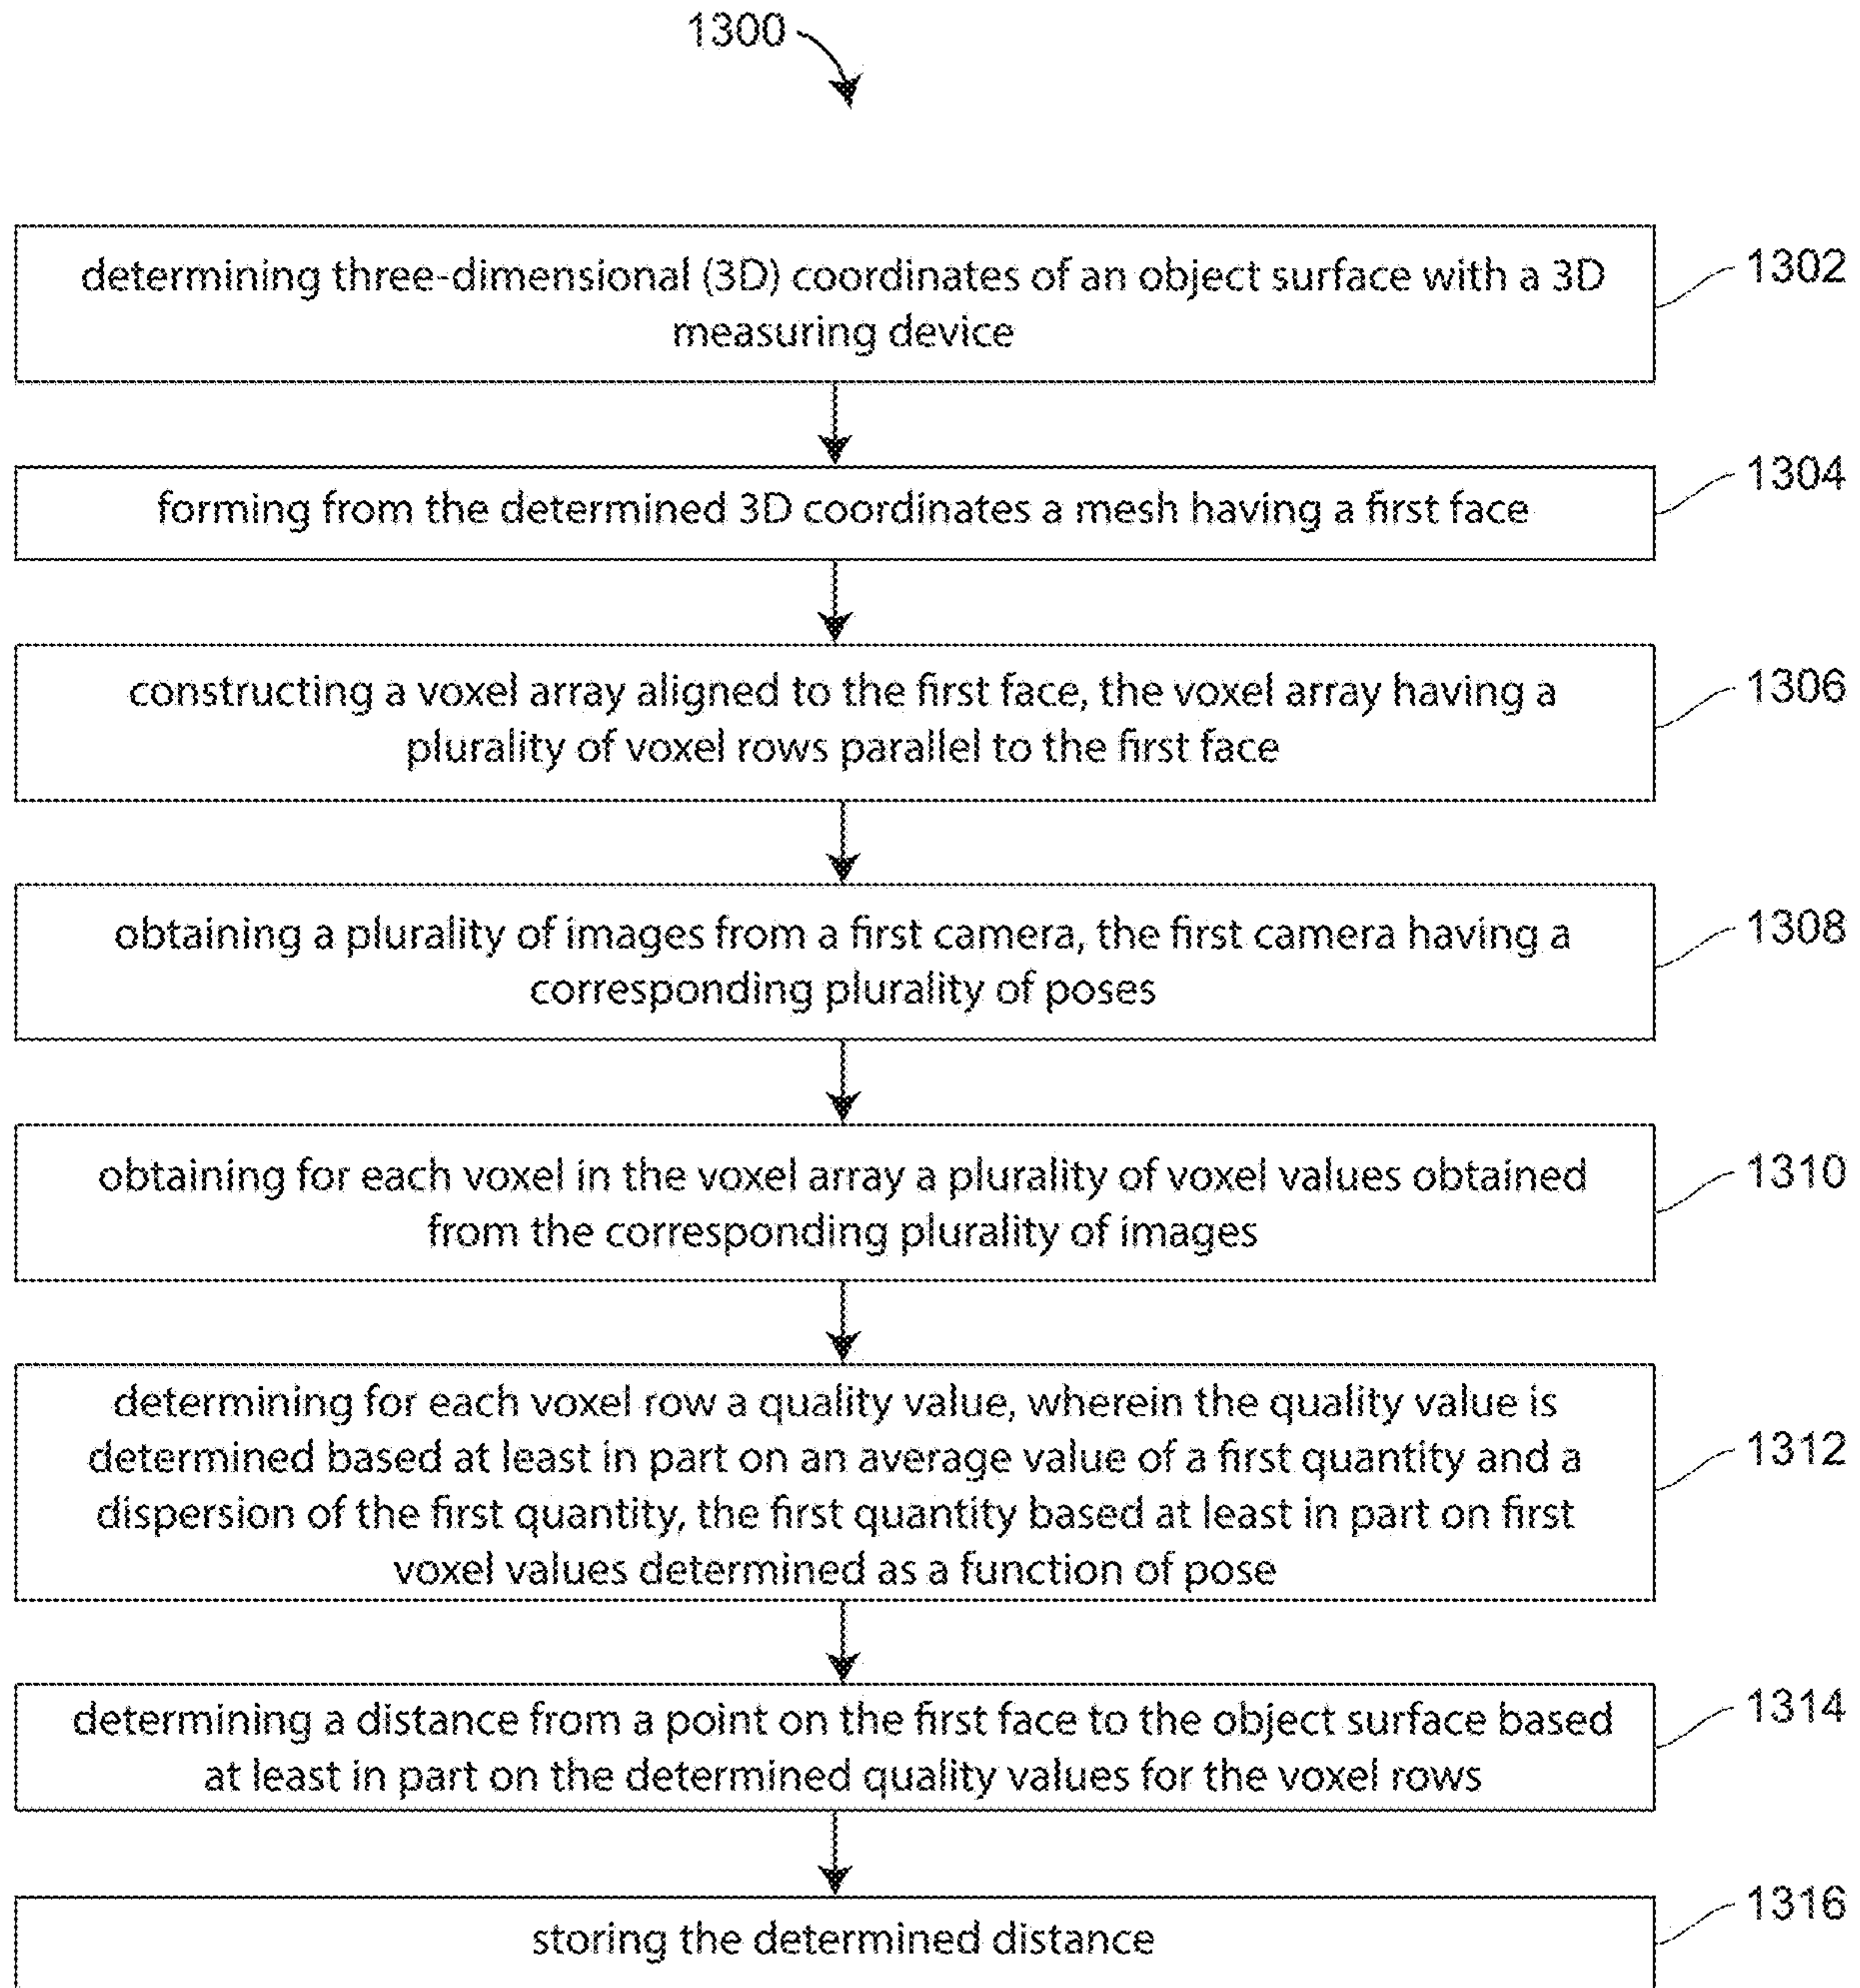 1300
determining three-dimensional (3D) coordinates of an object surface with a 3D
measuring device
1302
forming from the determined 3D coordinates a mesh having a first face
1304
constructing a voxel array aligned to the first face, the voxel array having a
plurality of voxel rows parallel to the first face
1306
obtaining a plurality of images from a first camera, the first camera having a
corresponding plurality of poses
1308
obtaining for each voxel in the voxel array a plurality of voxel values obtained
from the corresponding plurality of images
1310
determining for each voxel row a quality value, wherein the quality value is
determined based at least in part on an average value of a first quantity and a
dispersion of the first quantity, the first quantity based at least in part on first
voxel values determined as a function of pose
1312
determining a distance from a point on the first face to the object surface based
at least in part on the determined quality values for the voxel rows
1314
storing the determined distance
1316